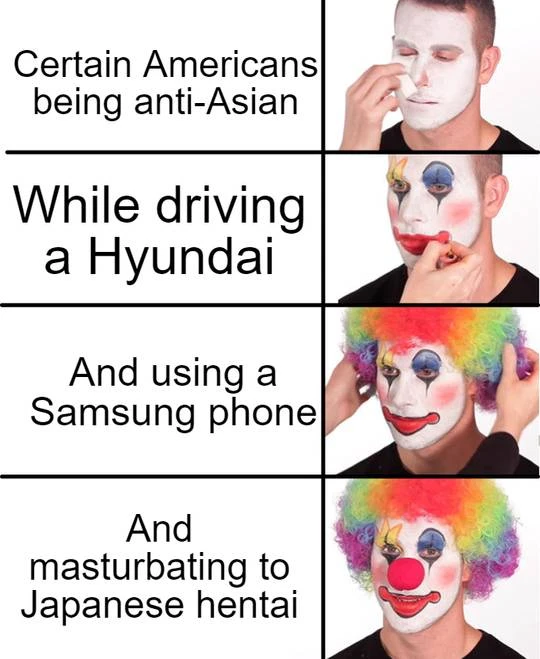 Certain Americans
being anti-Asian
While driving
a Hyundai
And using a
Samsung phone
And
masturbating to
Japanese hentai